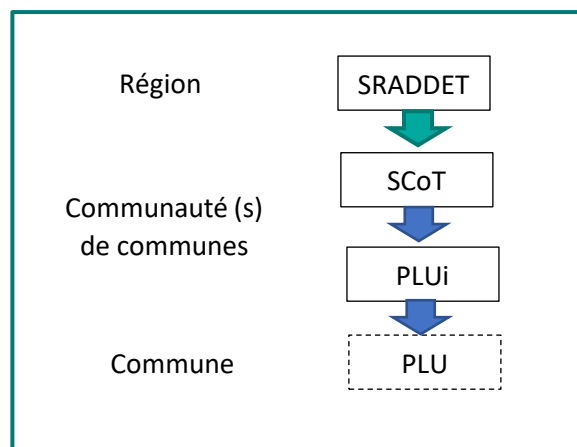 Région
SRADDET
SCoT
Communauté (s)
de communes
PLUi
Commune
PLU